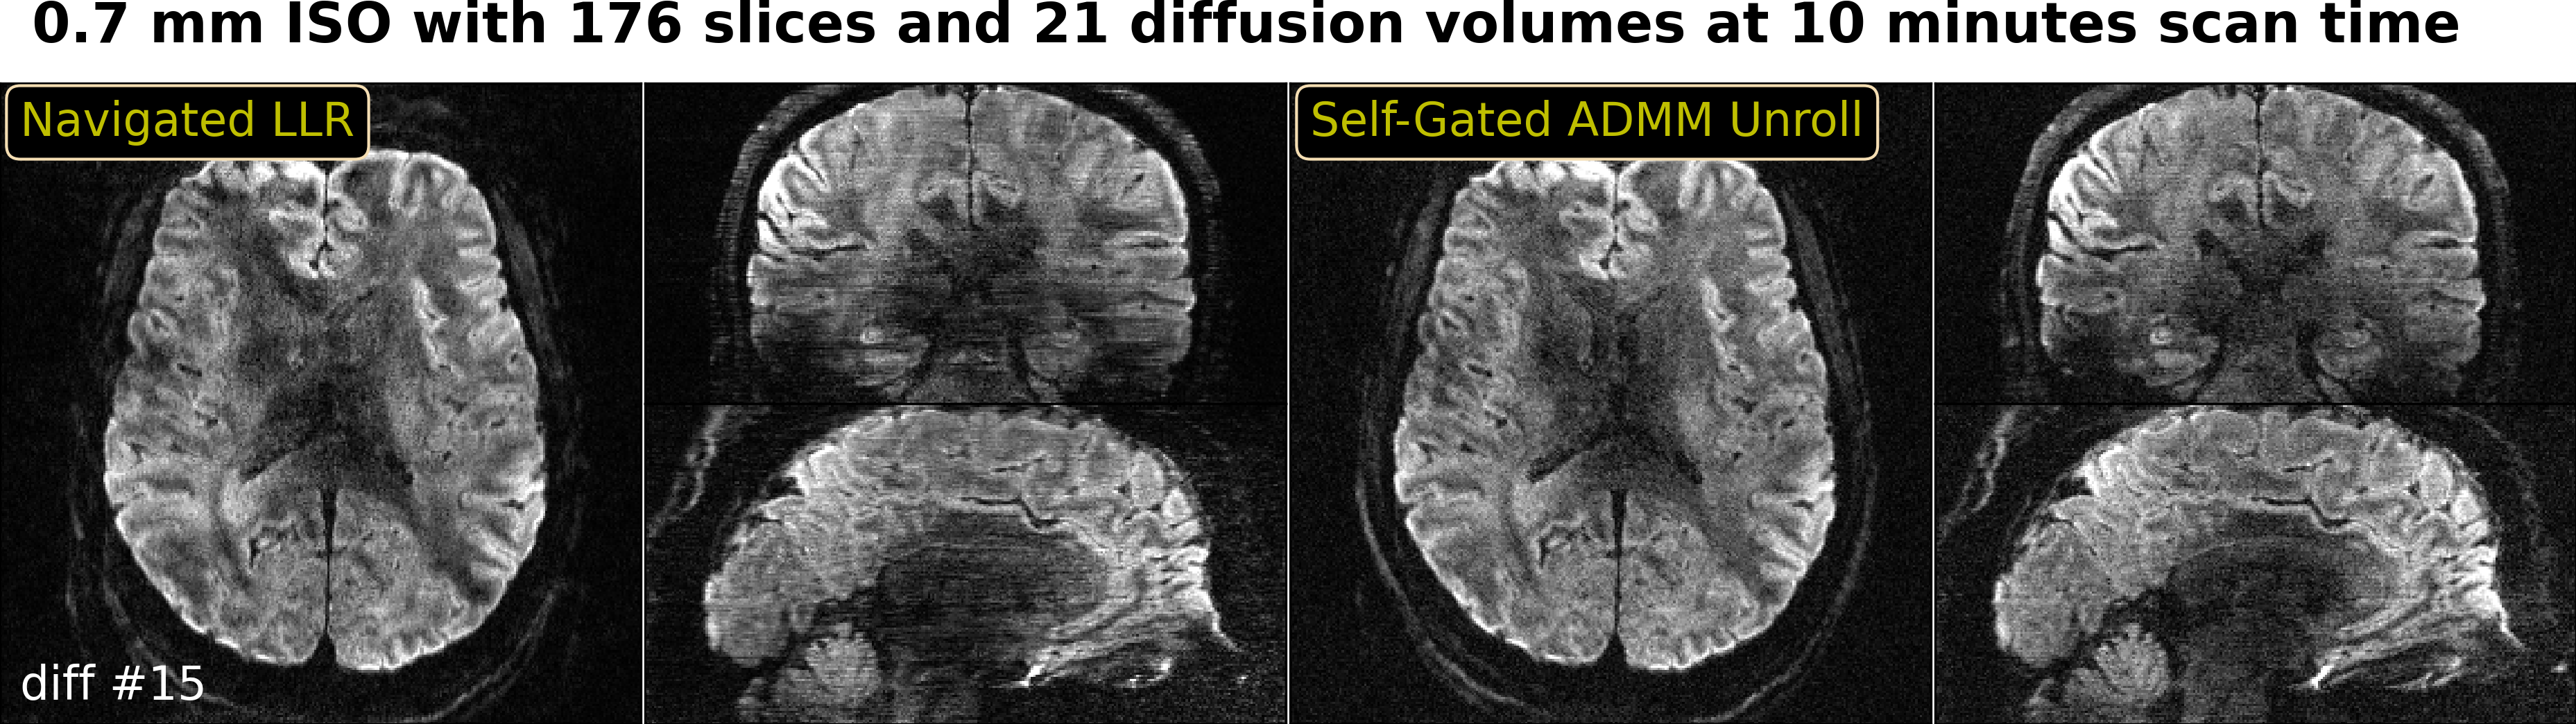 0.7 mm ISO with 176 slices and 21 diffusion volumes at 10 minutes scan time
Navigated LLR
Self-Gated ADMM Unroll
diff #15